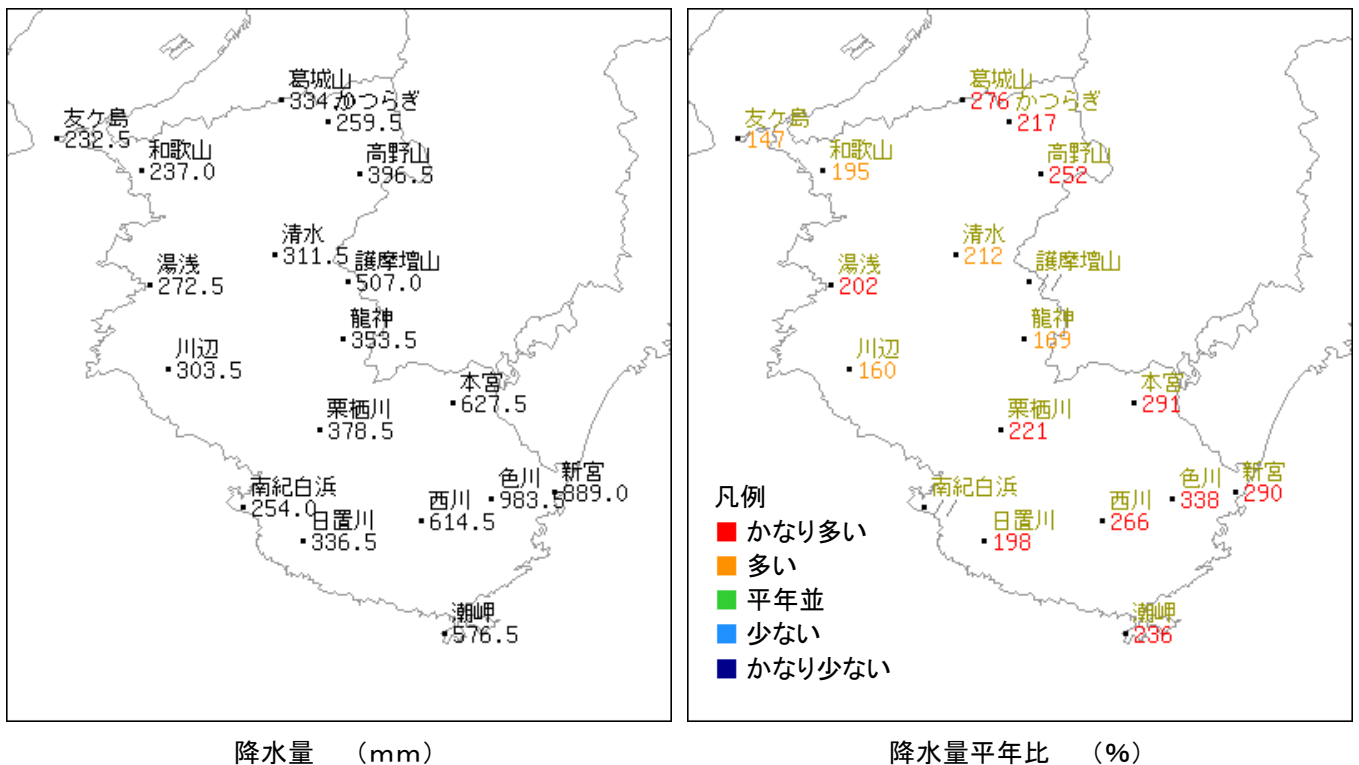 葛城山
334.0
かつらぎ
259.5
友ケ島
232.5
和歌山
237.0
高野山
396.5
清水
311.5
護摩壇山
507.0
湯浅
272.5
龍神
353.5
川辺
303.5
本宮
627.5
栗栖川
378.5
南紀白浜
254.0
日置川
336.5
西川
614.5
色川
983.5
新宮
889.0
潮岬
576.5
降水量 (mm)
葛城山
276
かつらぎ
217
友ケ島
147
和歌山
195
高野山
252
清水
212
護摩壇山
//
湯浅
202
龍神
169
川辺
160
本宮
291
栗栖川
221
南紀白浜
//
日置川
198
西川
266
色川
338
新宮
290
潮岬
236
凡例
かなり多い
多い
平年並
少ない
かなり少ない
降水量平年比 (%)